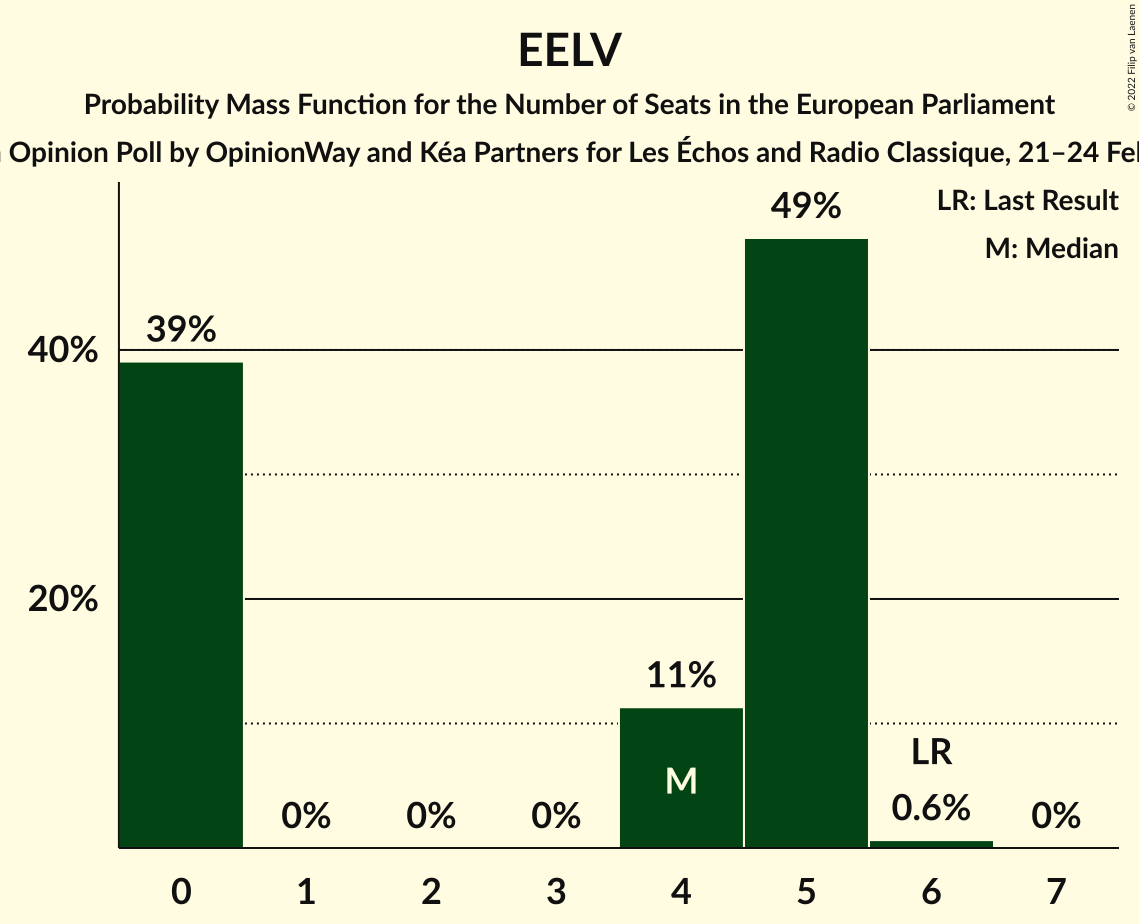 EELV
Probability Mass Function for the Number of Seats in the European Parliament
Opinion Poll by OpinionWay and Kéa Partners for Les Échos and Radio Classique, 21–24
LR: Last Result
M: Median
© 2022 Filip van Laenen
49%
39%
40%
20%
11%
M
LR
0% 0% 0% 0.6% 0%
0 1 2 3 4 5 6 7